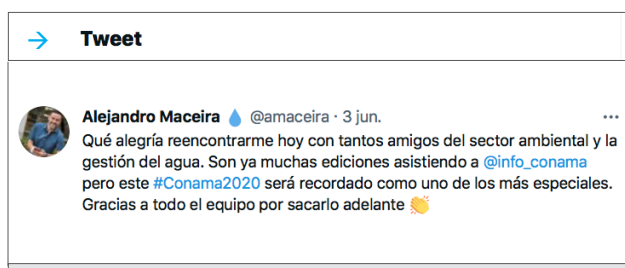 → Tweet
Alejandro Maceira 💧 @amaceira · 3 jun. ···
Qué alegría reencontrarme hoy con tantos amigos del sector ambiental y la
gestión del agua. Son ya muchas ediciones asistiendo a @info_conama
pero este #Conama2020 será recordado como uno de los más especiales.
Gracias a todo el equipo por sacarlo adelante 👏